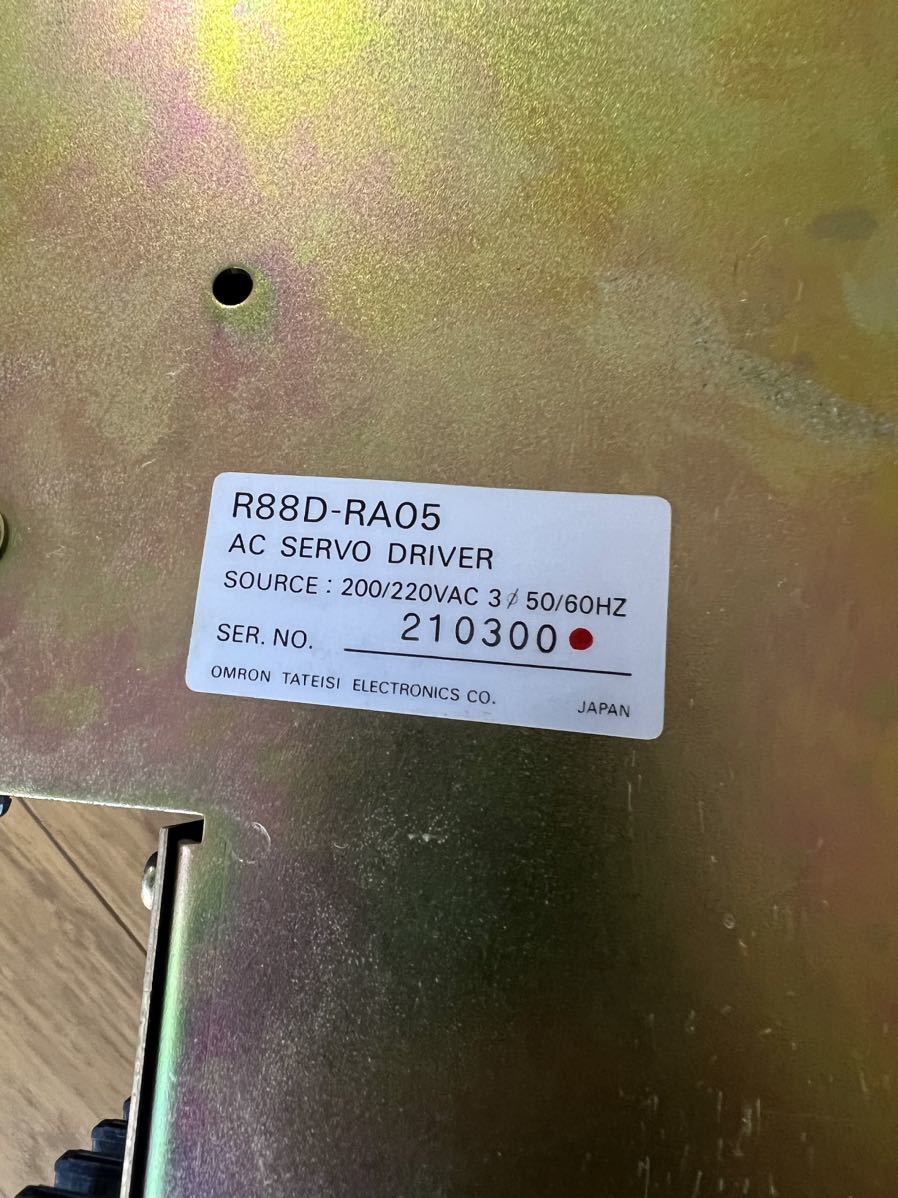 R88D-RA05
AC SERVO DRIVER
SOURCE : 200/220VAC 3φ 50/60HZ
SER. NO. 210300
OMRON TATEISI ELECTRONICS CO. JAPAN